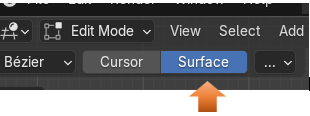 Edit Mode View Select Add
Bézier Cursor Surface ...